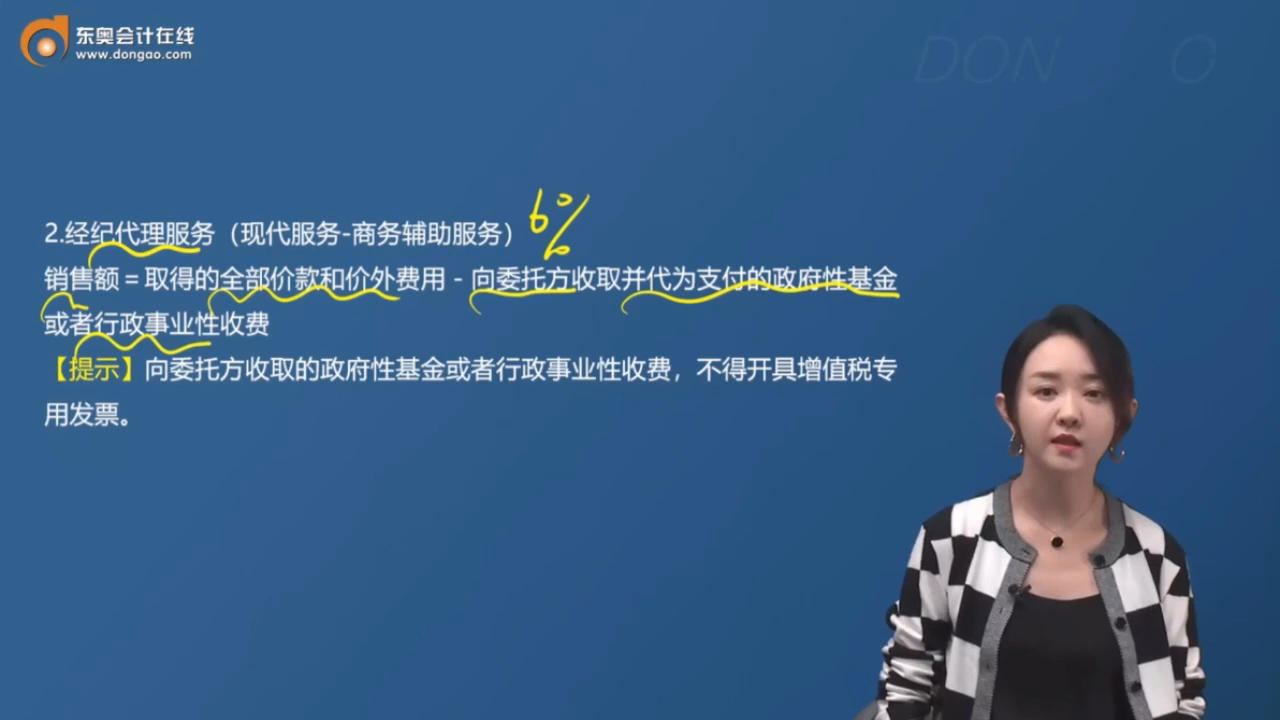 东奥会计在线
www.dongao.com
DON O
2.经纪代理服务（现代服务-商务辅助服务）6%
销售额＝取得的全部价款和价外费用－向委托方收取并代为支付的政府性基金
或者行政事业性收费
【提示】向委托方收取的政府性基金或者行政事业性收费，不得开具增值税专
用发票。